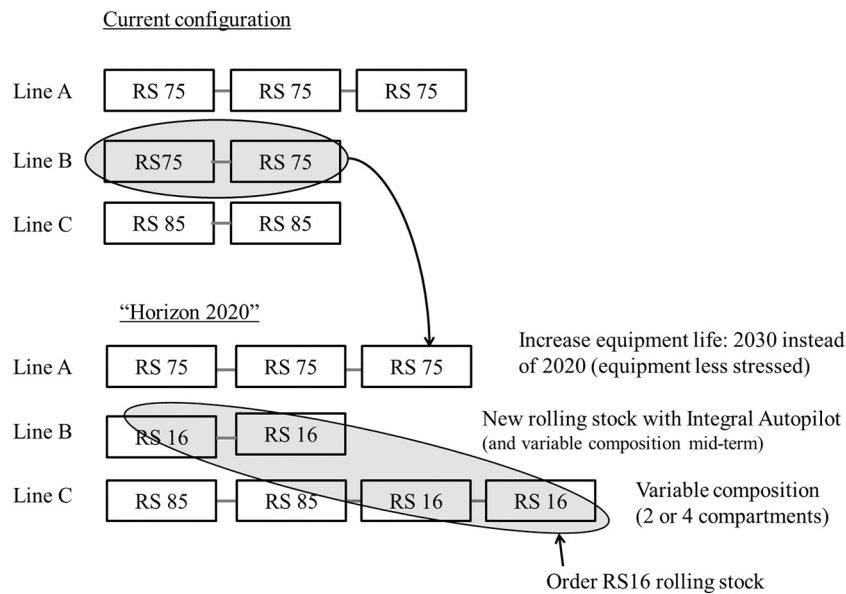 Current configuration
Line A RS 75 RS 75 RS 75
Line B RS75 RS 75
Line C RS 85 RS 85
“Horizon 2020”
Line A RS 75 RS 75 RS 75
Increase equipment life: 2030 instead
of 2020 (equipment less stressed)
Line B RS 16 RS 16
New rolling stock with Integral Autopilot
(and variable composition mid-term)
Line C RS 85 RS 85 RS 16 RS 16
Variable composition
(2 or 4 compartments)
Order RS16 rolling stock